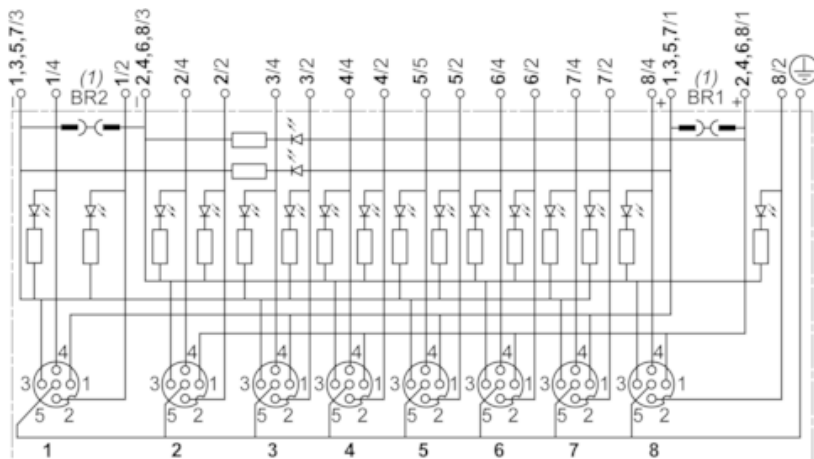 1,3,5,7/3 1/4 (1) 1/2 2,4,6,8/3 2/4 2/2 3/4 3/2 4/4 4/2 5/5 5/2 6/4 6/2 7/4 7/2 8/4 1,3,5,7/1 (1) 2,4,6,8/1 8/2
− BR2 − + BR1 +
4 4 4 4 4 4 4 4
3 1 3 1 3 1 3 1 3 1 3 1 3 1 3 1
5 2 5 2 5 2 5 2 5 2 5 2 5 2 5 2
1 2 3 4 5 6 7 8